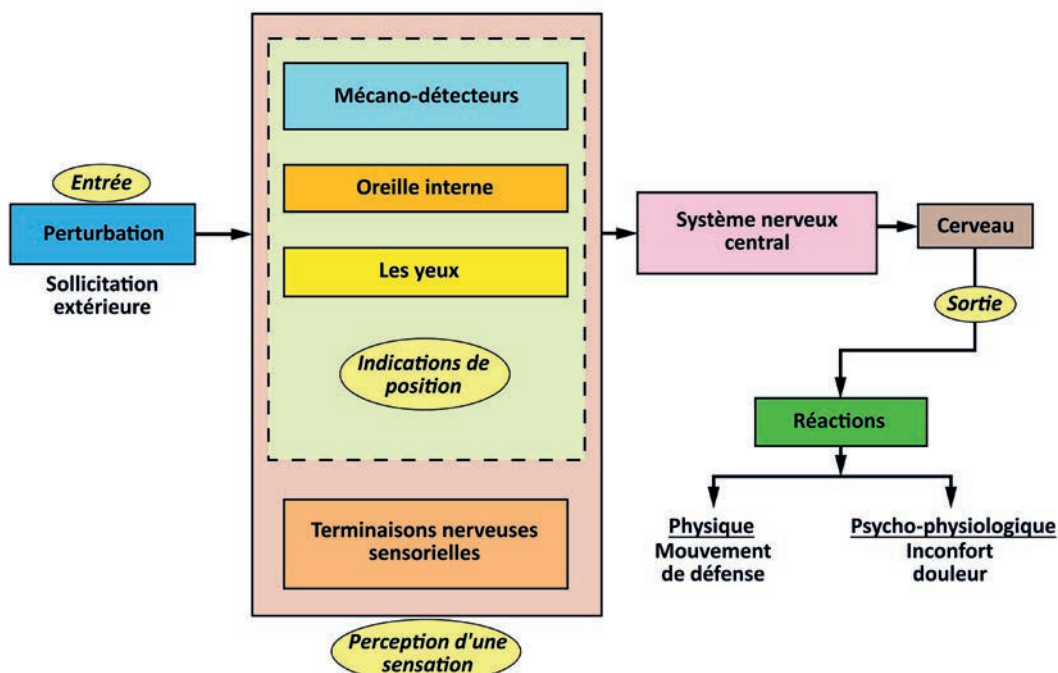 Mécano-détecteurs
Entrée
Oreille interne
Perturbation
Système nerveux
central
Cerveau
Les yeux
Sollicitation
extérieure
Sortie
Indications de
position
Réactions
Terminaisons nerveuses
sensorielles
Physique
Mouvement
de défense
Psycho-physiologique
Inconfort
douleur
Perception d'une
sensation